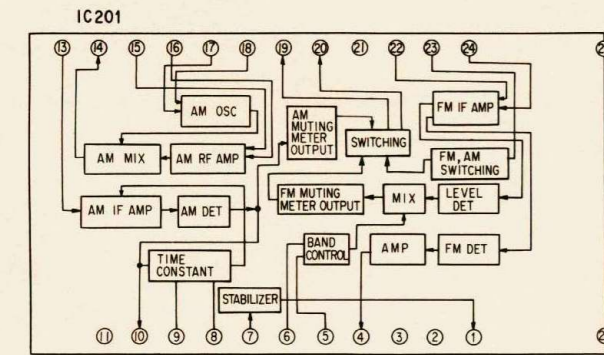 IC201
⑬ ⑭ ⑮ ⑯ ⑰ ⑱ ⑲ ⑳ ㉑ ㉒ ㉓ ㉔
AM OSC
AM
MUTING
METER
OUTPUT
FM IF AMP
SWITCHING
AM MIX
AM RF AMP
FM, AM
SWITCHING
AM IF AMP
AM DET
FM MUTING
METER OUTPUT
MIX
LEVEL
DET
TIME
CONSTANT
BAND
CONTROL
AMP
FM DET
STABILIZER
⑪ ⑩ ⑨ ⑧ ⑦ ⑥ ⑤ ④ ③ ② ①